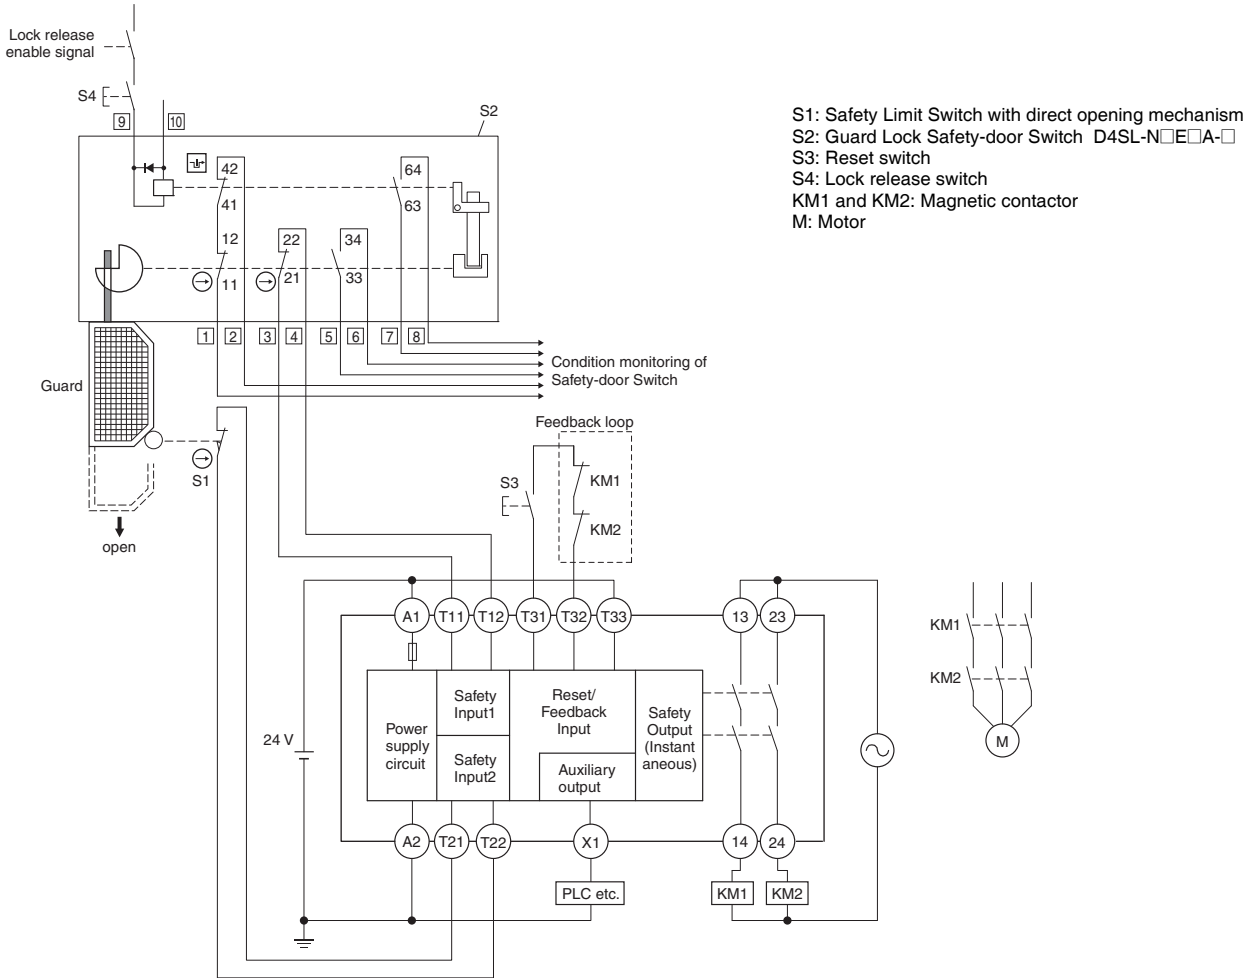 Lock release
enable signal
S4
9
10
S2
S1: Safety Limit Switch with direct opening mechanism
S2: Guard Lock Safety-door Switch D4SL-N□E□A-□
S3: Reset switch
S4: Lock release switch
KM1 and KM2: Magnetic contactor
M: Motor
42
64
41
63
12
22
34
11
21
33
1
2
3
4
5
6
7
8
Condition monitoring of
Safety-door Switch
Guard
Feedback loop
S1
S3
KM1
KM2
open
A1
T11
T12
T31
T32
T33
13
23
KM1
KM2
M
24 V
Power
supply
circuit
Safety
Input1
Safety
Input2
Reset/
Feedback
Input
Auxiliary
output
Safety
Output
(Instant
aneous)
A2
T21
T22
X1
14
24
PLC etc.
KM1
KM2